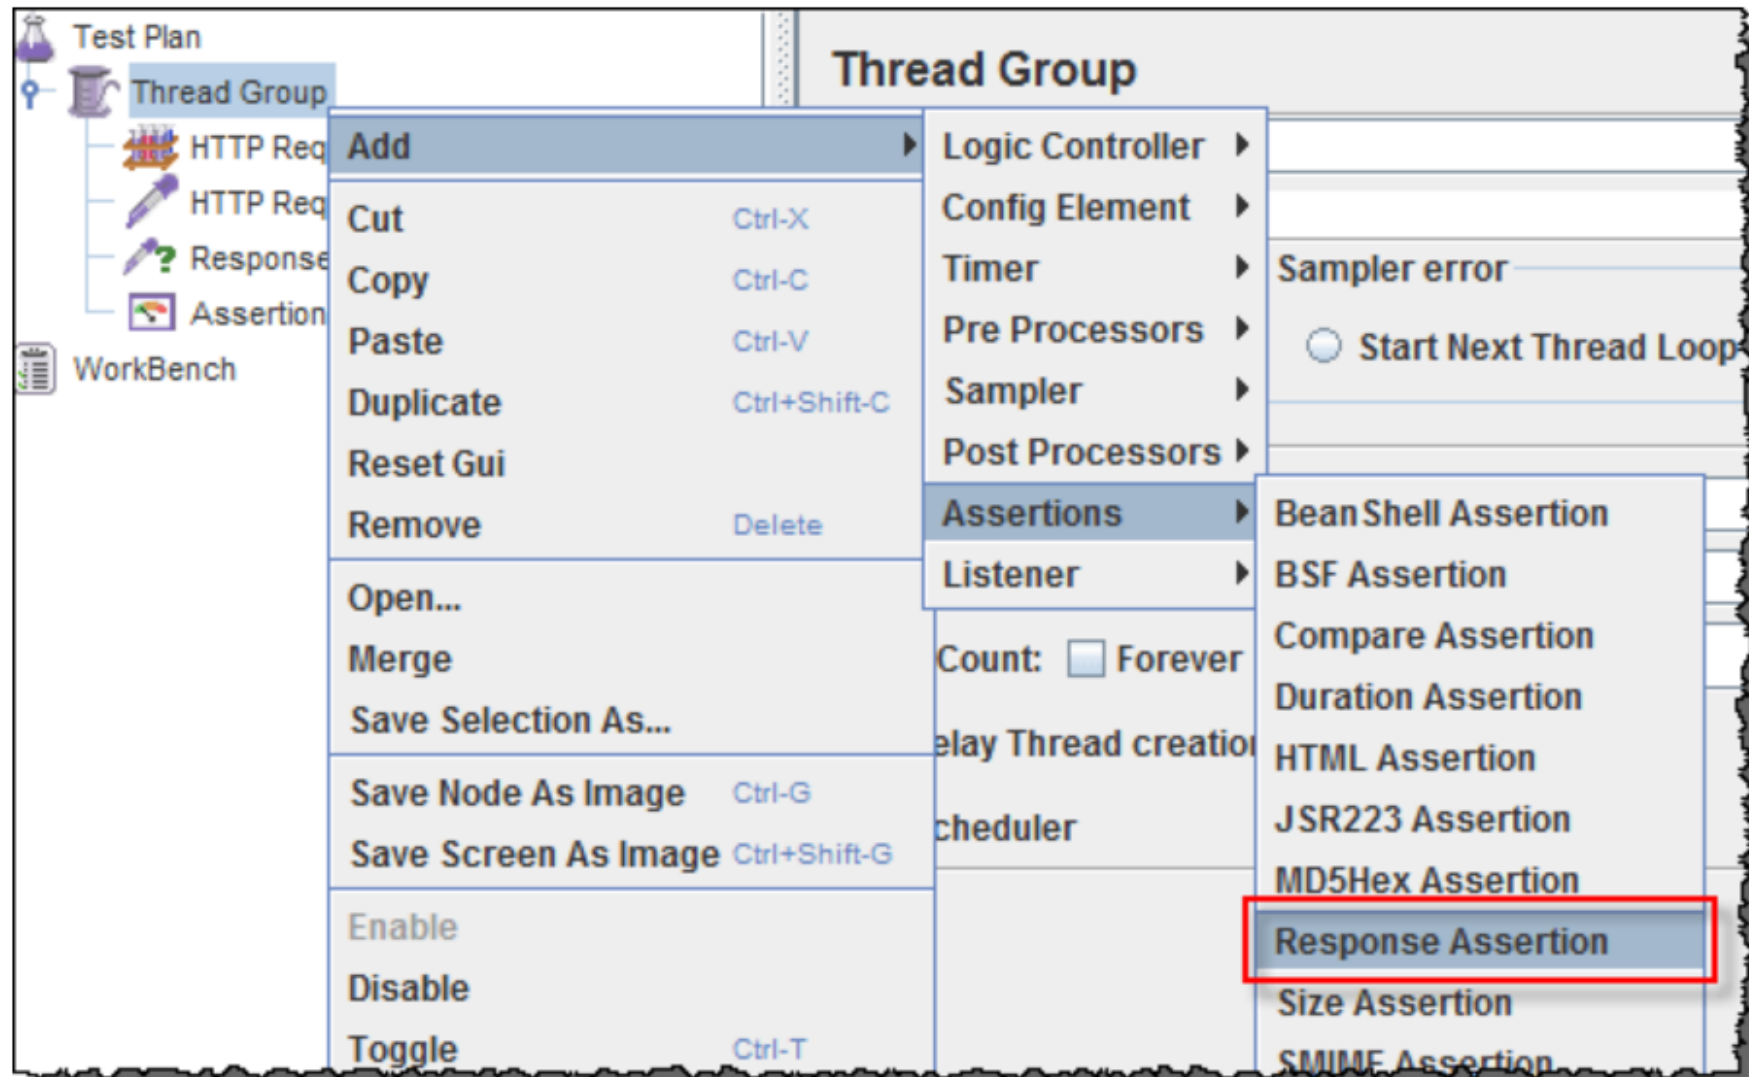 Test Plan
Thread Group
HTTP Req
HTTP Req
Response
Assertion
WorkBench
Thread Group
Add
Cut Ctrl-X
Copy Ctrl-C
Paste Ctrl-V
Duplicate Ctrl+Shift-C
Reset Gui
Remove Delete
Open...
Merge
Save Selection As...
Save Node As Image Ctrl-G
Save Screen As Image Ctrl+Shift-G
Enable
Disable
Toggle Ctrl-T
Logic Controller
Config Element
Timer
Pre Processors
Sampler
Post Processors
Assertions
Listener
Sampler error
Start Next Thread Loop
Count: Forever
elay Thread creation
cheduler
BeanShell Assertion
BSF Assertion
Compare Assertion
Duration Assertion
HTML Assertion
JSR223 Assertion
MD5Hex Assertion
Response Assertion
Size Assertion
SMIME Assertion